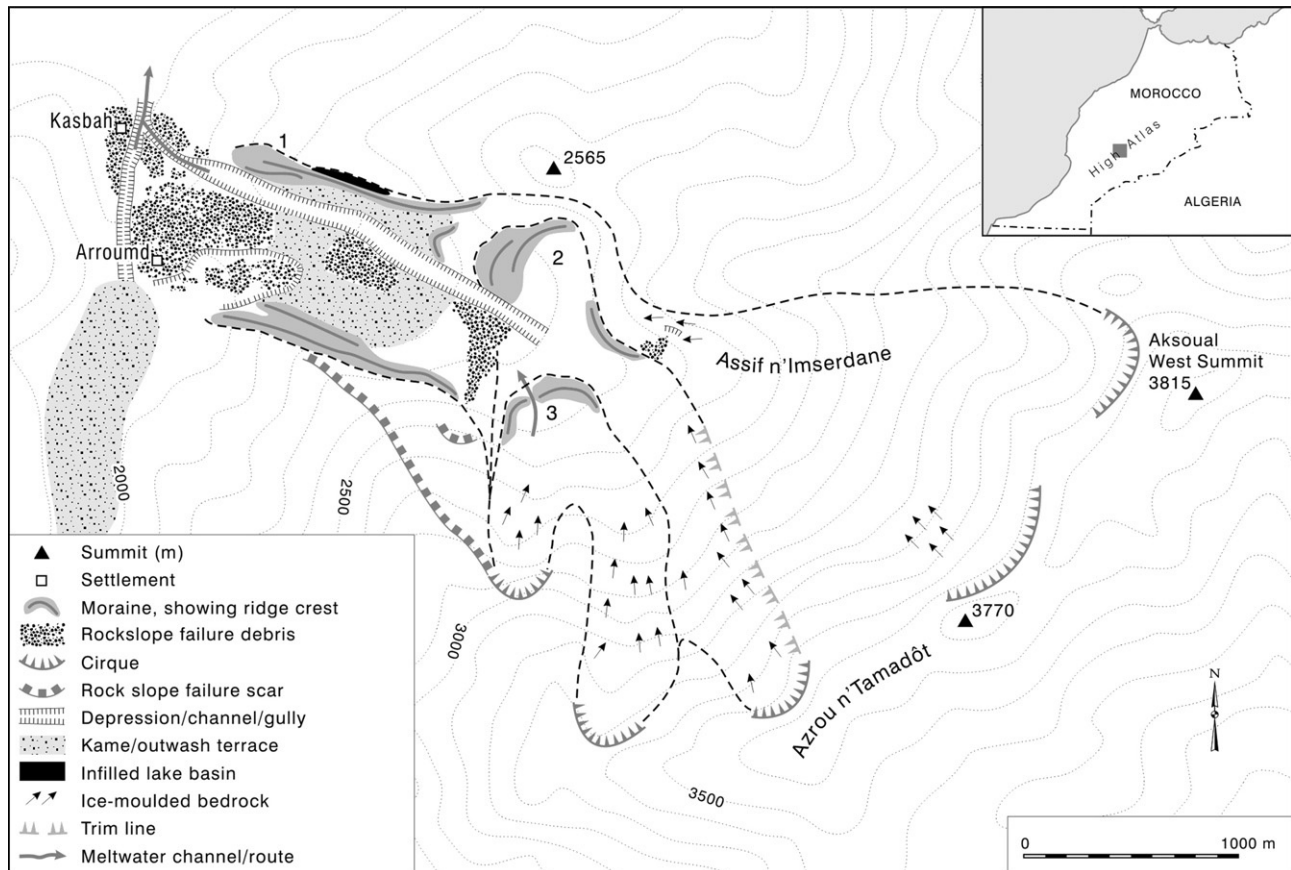 MOROCCO
High Atlas
ALGERIA
Kasbah
1
2565
Arroumd
2
Assif n'Imserdane
Aksoual
West Summit
3815
3
2000
2500
3000
3770
Azrou n'Tamadôt
3500
N
Summit (m)
Settlement
Moraine, showing ridge crest
Rockslope failure debris
Cirque
Rock slope failure scar
Depression/channel/gully
Kame/outwash terrace
Infilled lake basin
Ice-moulded bedrock
Trim line
Meltwater channel/route
0 1000 m